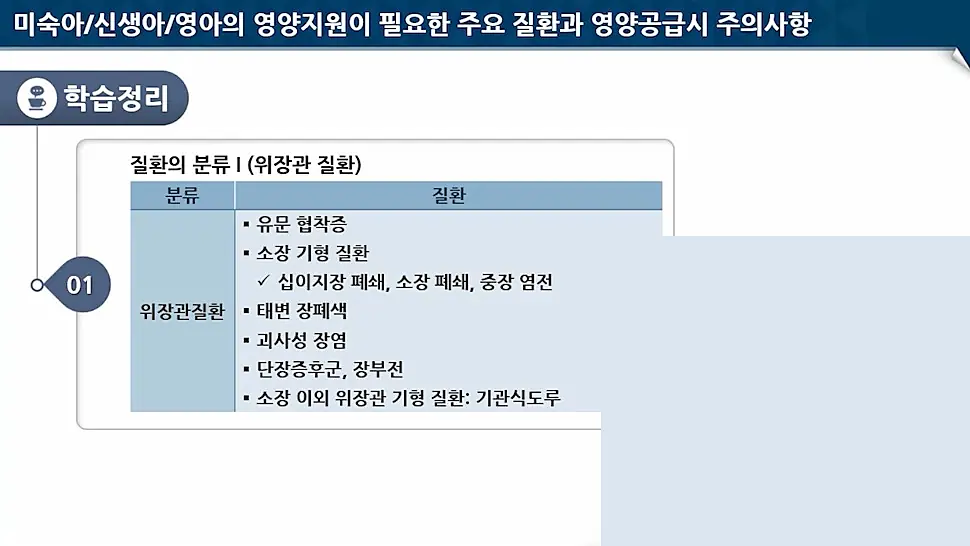 미숙아/신생아/영아의 영양지원이 필요한 주요 질환과 영양공급시 주의사항
학습정리
01
질환의 분류 I (위장관 질환)
분류 질환
위장관질환
▪ 유문 협착증
▪ 소장 기형 질환
✓ 십이지장 폐쇄, 소장 폐쇄, 중장 염전
▪ 태변 장폐색
▪ 괴사성 장염
▪ 단장증후군, 장부전
▪ 소장 이외 위장관 기형 질환: 기관식도루